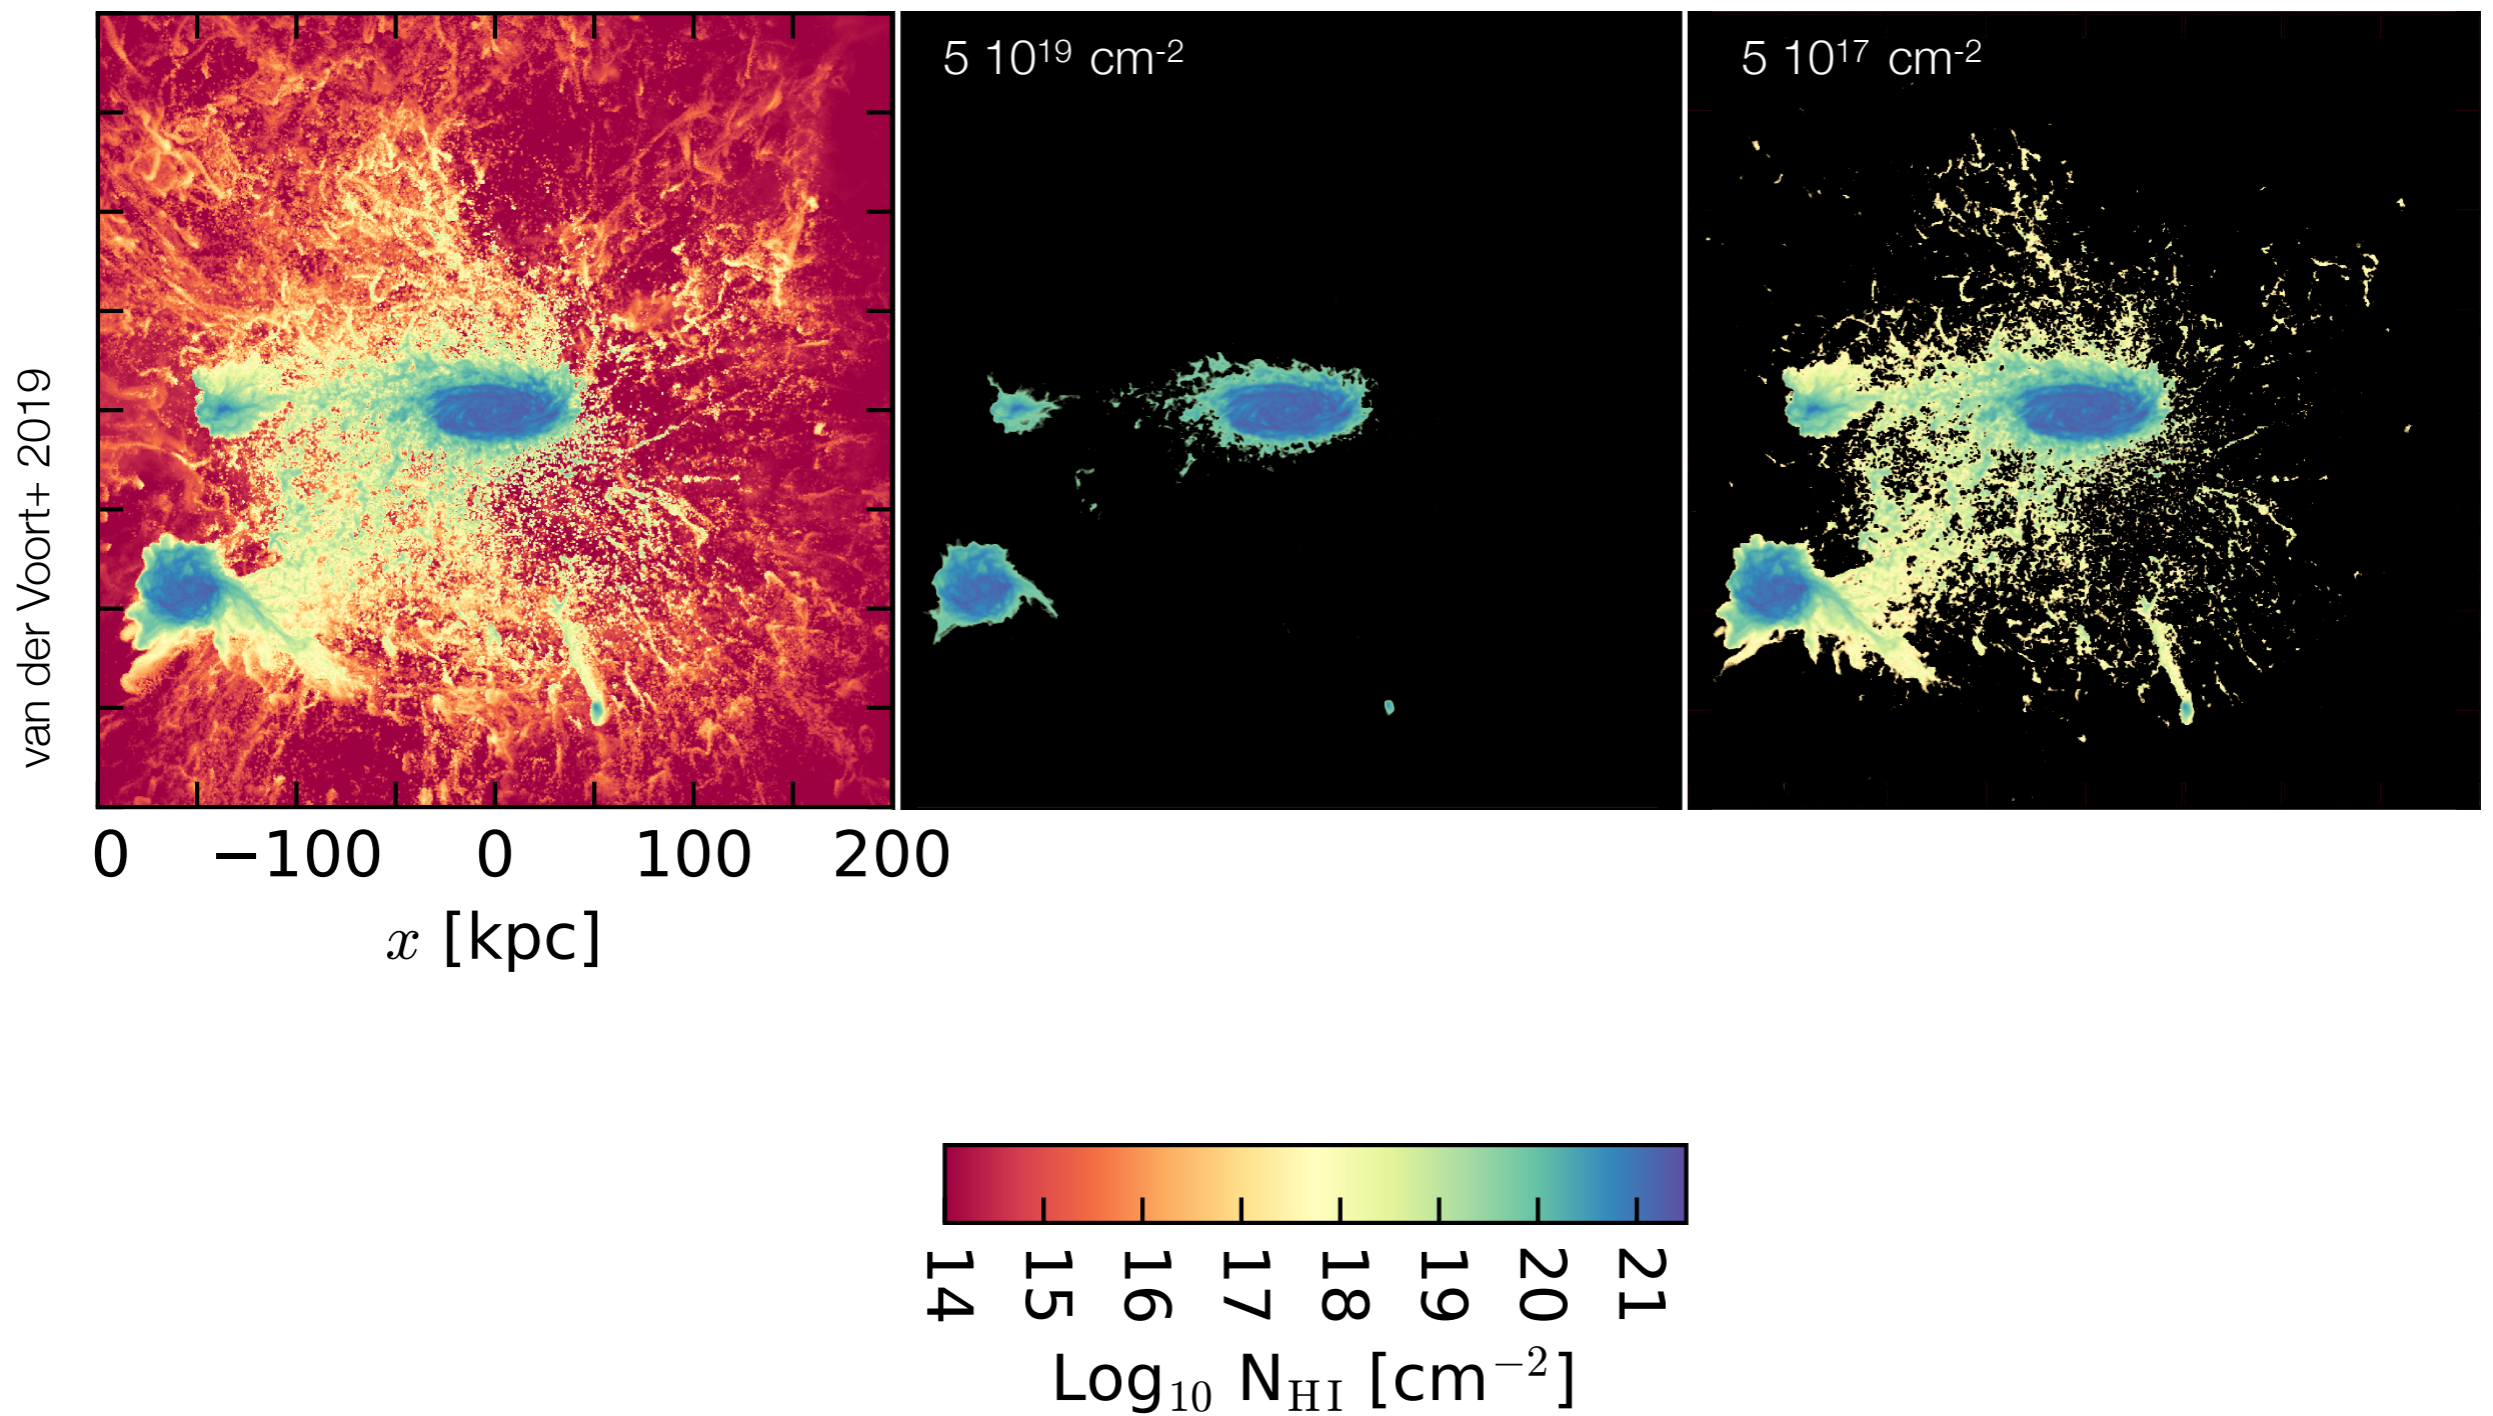 van der Voort+ 2019
5 10¹⁹ cm⁻²
5 10¹⁷ cm⁻²
0 −100 0 100 200
x [kpc]
14 15 16 17 18 19 20 21
Log₁₀ N_HI [cm⁻²]